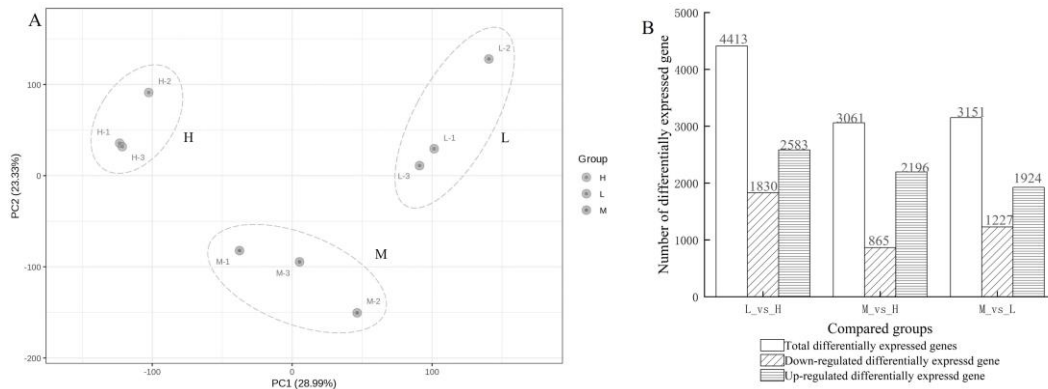 A
PC2 (23.33%)
100
0
-100
-200
-100
0
100
PC1 (28.99%)
H-2
H-1
H-3
H
L-2
L-1
L-3
L
M-1
M-3
M-2
M
Group
H
L
M
B
Number of differentially expressed gene
5000
4000
3000
2000
1000
0
4413
1830
2583
3061
865
2196
3151
1227
1924
L_vs_H
M_vs_H
M_vs_L
Compared groups
Total differentially expressed genes
Down-regulated differentially expressd gene
Up-regulated differentially expressd gene